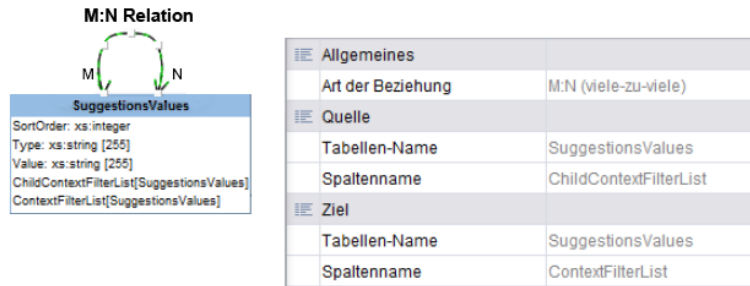 M:N Relation
M
N
SuggestionsValues
SortOrder: xs:integer
Type: xs:string [255]
Value: xs:string [255]
ChildContextFilterList[SuggestionsValues]
ContextFilterList[SuggestionsValues]
Allgemeines
Art der Beziehung M:N (viele-zu-viele)
Quelle
Tabellen-Name SuggestionsValues
Spaltenname ChildContextFilterList
Ziel
Tabellen-Name SuggestionsValues
Spaltenname ContextFilterList